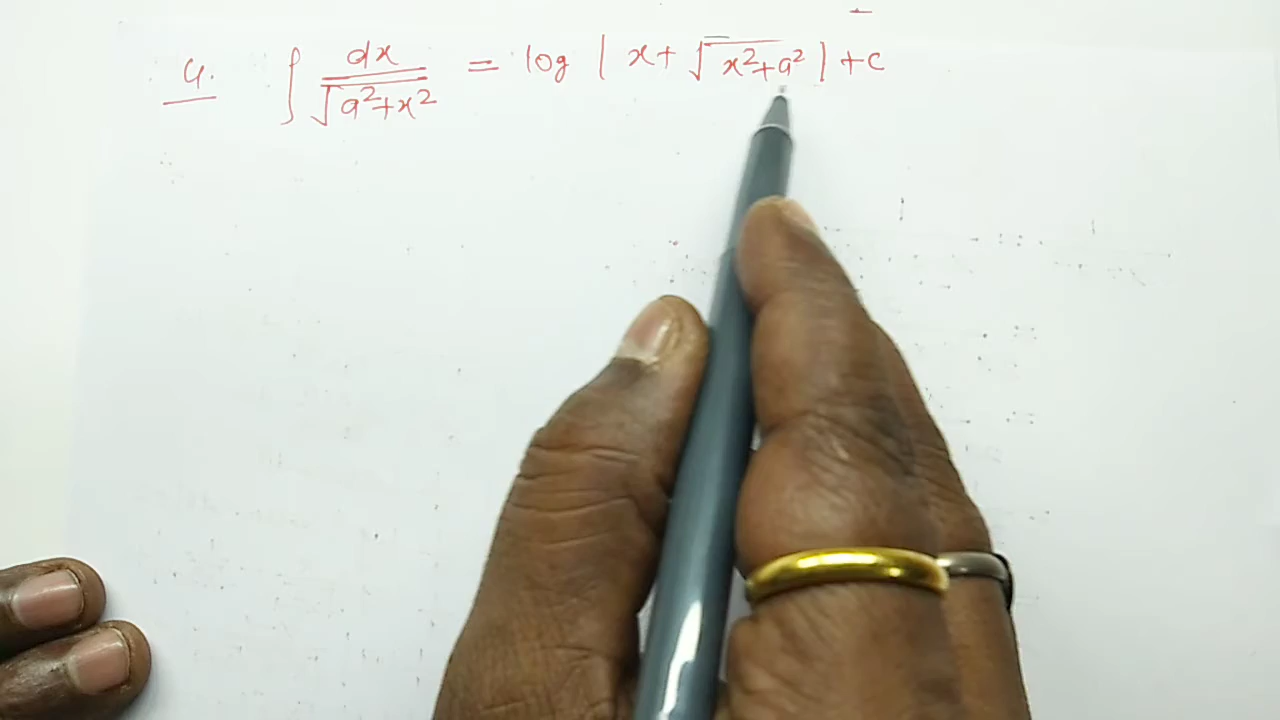 4. ∫ dx/√(a²+x²) = log | x + √(x²+a²) | + c